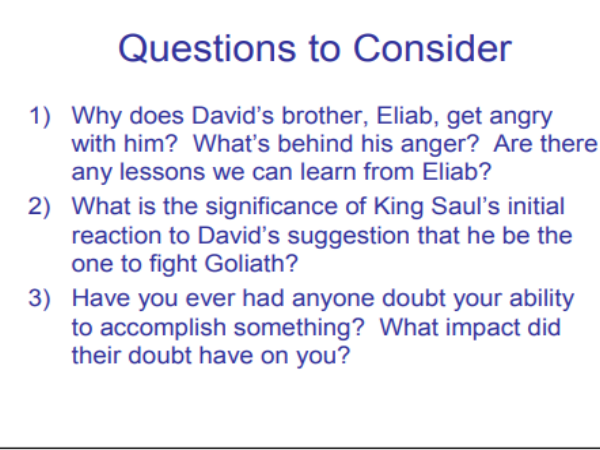 Questions to Consider
1) Why does David's brother, Eliab, get angry
with him? What's behind his anger? Are there
any lessons we can learn from Eliab?
2) What is the significance of King Saul's initial
reaction to David's suggestion that he be the
one to fight Goliath?
3) Have you ever had anyone doubt your ability
to accomplish something? What impact did
their doubt have on you?